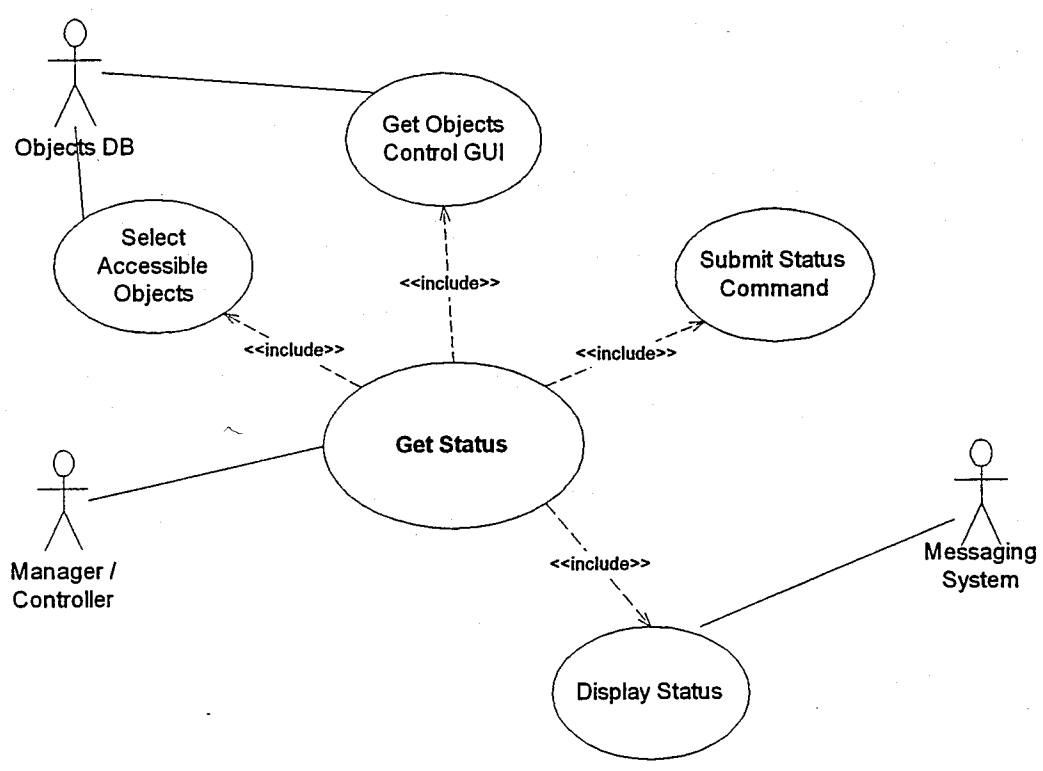 Objects DB
Get Objects
Control GUI
Select
Accessible
Objects
Submit Status
Command
<<include>>
<<include>>
<<include>>
Get Status
Manager /
Controller
Messaging
System
<<include>>
Display Status